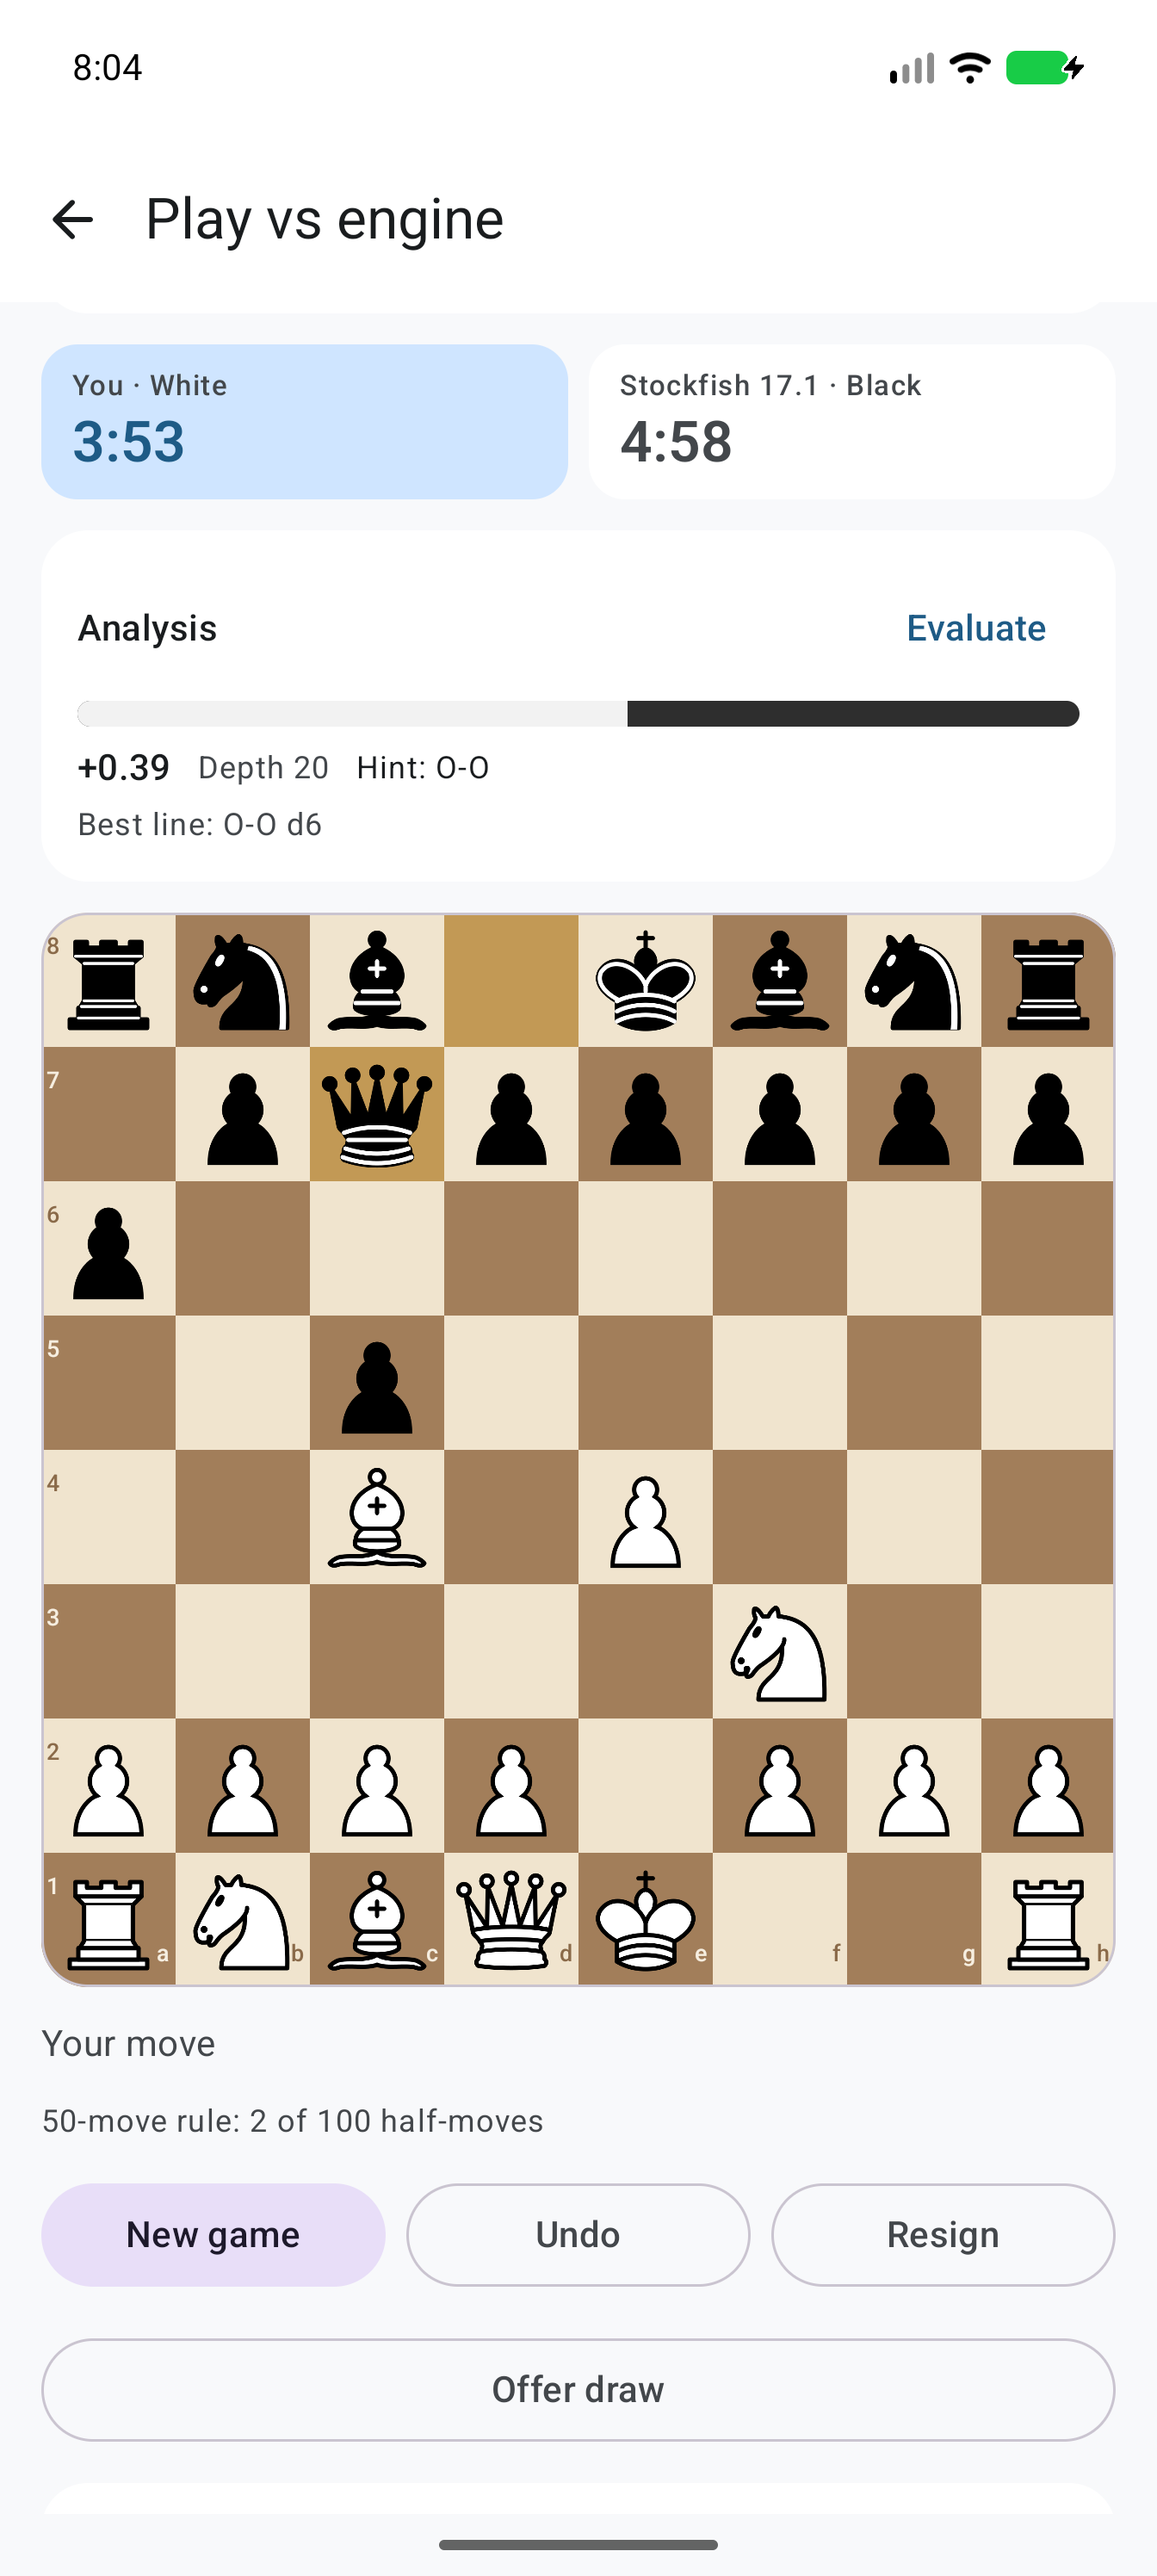 8:04
Play vs engine
You · White
3:53
Stockfish 17.1 · Black
4:58
Analysis
Evaluate
+0.39 Depth 20 Hint: O-O
Best line: O-O d6
8
7
6
5
4
3
2
1
a b c d e f g h
Your move
50-move rule: 2 of 100 half-moves
New game
Undo
Resign
Offer draw